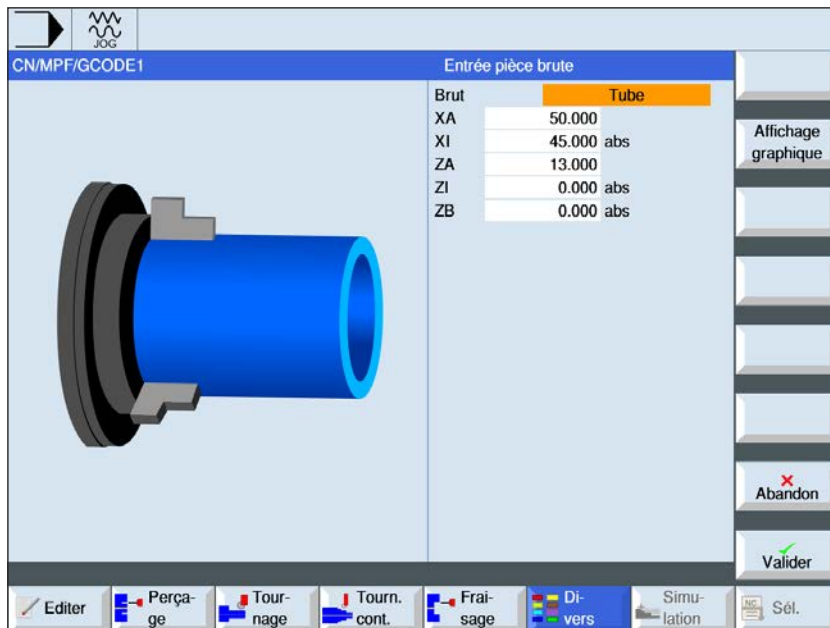 JOG
CN/MPF/GCODE1
Entrée pièce brute
Brut Tube
XA 50.000
XI 45.000 abs
ZA 13.000
ZI 0.000 abs
ZB 0.000 abs
Affichage
graphique
Abandon
Valider
Editer
Perça-
ge
Tour-
nage
Tourn.
cont.
Frai-
sage
Di-
vers
Simu-
lation
NC
Sél.